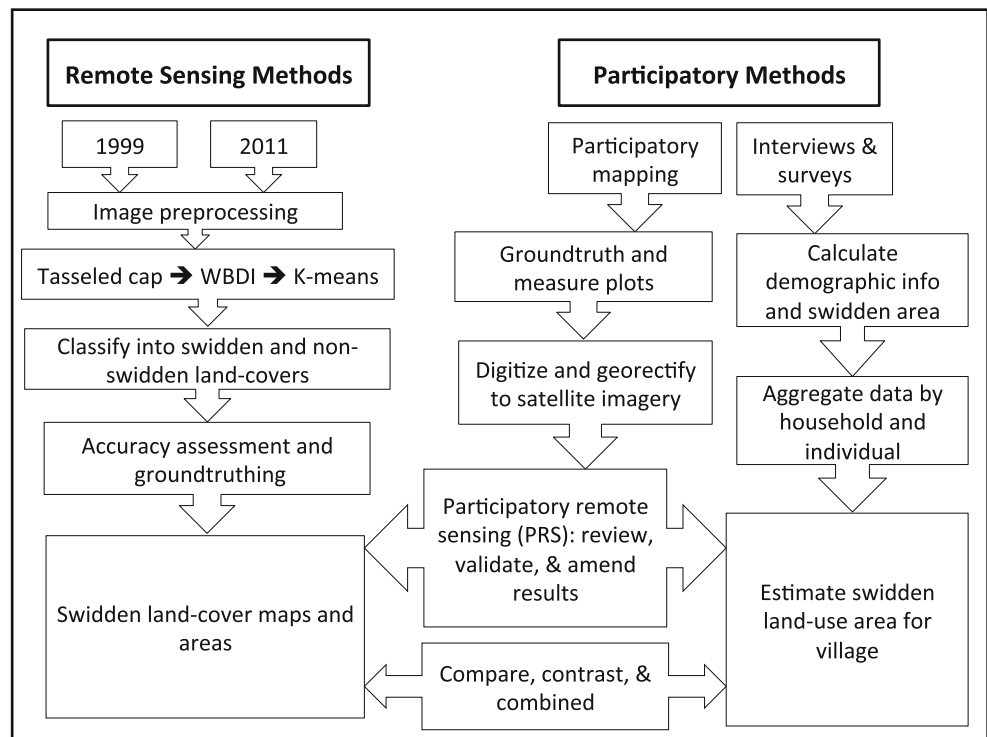 Remote Sensing Methods
1999
2011
Image preprocessing
Tasseled cap ➔ WBDI ➔ K-means
Classify into swidden and non-
swidden land-covers
Accuracy assessment and
groundtruthing
Swidden land-cover maps and
areas
Participatory Methods
Participatory
mapping
Groundtruth and
measure plots
Digitize and georectify
to satellite imagery
Participatory remote
sensing (PRS): review,
validate, & amend
results
Compare, contrast, &
combined
Interviews &
surveys
Calculate
demographic info
and swidden area
Aggregate data by
household and
individual
Estimate swidden
land-use area for
village